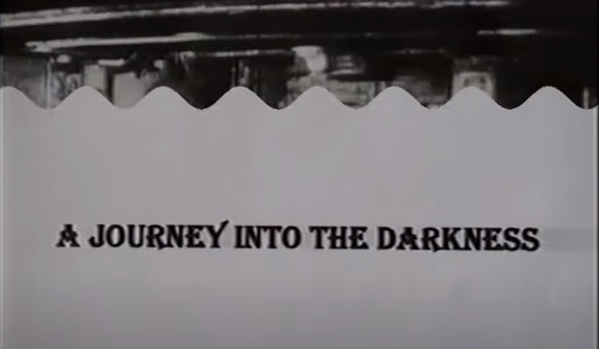 A JOURNEY INTO THE DARKNESS